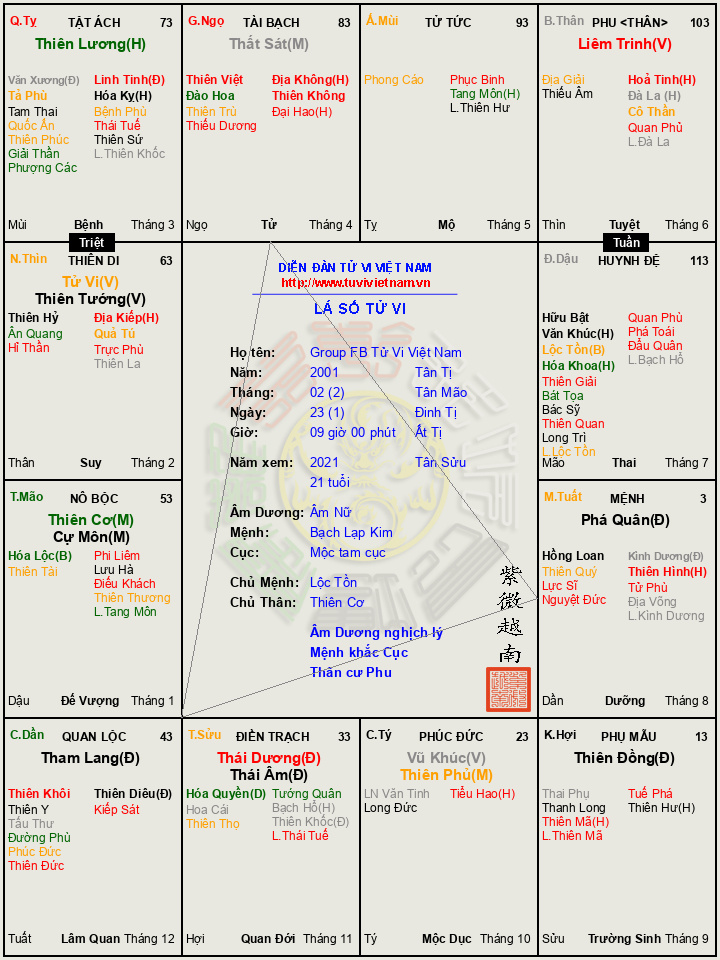 Q.Tỵ TẬT ÁCH 73
Thiên Lương(H)
Văn Xương(Đ) Linh Tinh(Đ)
Tả Phù Hóa Kỵ(H)
Tam Thai Bệnh Phù
Quốc Ấn Thái Tuế
Thiên Phúc Thiên Sứ
Giải Thần L.Thiên Khốc
Phượng Các
Mùi Bệnh Tháng 3
G.Ngọ TÀI BẠCH 83
Thất Sát(M)
Thiên Việt Địa Không(H)
Đào Hoa Thiên Không
Thiên Trù Đại Hao(H)
Thiếu Dương
Ngọ Tử Tháng 4
Ấ.Mùi TỬ TỨC 93
Phong Cáo Phục Binh
Tang Môn(H)
L.Thiên Hư
Tỵ Mộ Tháng 5
B.Thân PHU <THÂN> 103
Liêm Trinh(V)
Địa Giải Hoả Tinh(H)
Thiếu Âm Đà La (H)
Cô Thần
Quan Phủ
L.Đà La
Thìn Tuyệt Tháng 6
Triệt
Tuần
N.Thìn THIÊN DI 63
Tử Vi(V)
Thiên Tướng(V)
Thiên Hỷ Địa Kiếp(H)
Ân Quang Quả Tú
Hỉ Thần Trực Phù
Thiên La
Thân Suy Tháng 2
DIỄN ĐÀN TỬ VI VIỆT NAM
http://www.tuvivietnam.vn
LÁ SỐ TỬ VI
Họ tên: Group FB Tử Vi Việt Nam
Năm: 2001 Tân Tị
Tháng: 02 (2) Tân Mão
Ngày: 23 (1) Đinh Tị
Giờ: 09 giờ 00 phút Ất Tị
Năm xem: 2021 Tân Sửu
21 tuổi
Âm Dương: Âm Nữ
Mệnh: Bạch Lạp Kim
Cục: Mộc tam cục
Chủ Mệnh: Lộc Tồn
Chủ Thân: Thiên Cơ
Âm Dương nghịch lý
Mệnh khắc Cục
Thân cư Phu
紫
微
越
南
Đ.Dậu HUYNH ĐỆ 113
Hữu Bật Quan Phù
Văn Khúc(H) Phá Toái
Lộc Tồn(B) Đẩu Quân
Hóa Khoa(H) L.Bạch Hổ
Thiên Giải
Bát Tọa
Bác Sỹ
Thiên Quan
Long Trì
L.Lộc Tồn
Mão Thai Tháng 7
T.Mão NÔ BỘC 53
Thiên Cơ(M)
Cự Môn(M)
Hóa Lộc(B) Phi Liêm
Thiên Tài Lưu Hà
Điếu Khách
Thiên Thương
L.Tang Môn
Dậu Đế Vượng Tháng 1
M.Tuất MỆNH 3
Phá Quân(Đ)
Hồng Loan Kình Dương(Đ)
Thiên Quý Thiên Hình(H)
Lực Sĩ Tử Phù
Nguyệt Đức Địa Võng
L.Kình Dương
Dần Dưỡng Tháng 8
C.Dần QUAN LỘC 43
Tham Lang(Đ)
Thiên Khôi Thiên Diêu(Đ)
Thiên Y Kiếp Sát
Tấu Thư
Đường Phù
Phúc Đức
Thiên Đức
Tuất Lâm Quan Tháng 12
T.Sửu ĐIỀN TRẠCH 33
Thái Dương(Đ)
Thái Âm(Đ)
Hóa Quyền(D) Tướng Quân
Hoa Cái Bạch Hổ(H)
Thiên Thọ Thiên Khốc(Đ)
L.Thái Tuế
Hợi Quan Đới Tháng 11
C.Tý PHÚC ĐỨC 23
Vũ Khúc(V)
Thiên Phủ(M)
LN Văn Tinh Tiểu Hao(H)
Long Đức
Tý Mộc Dục Tháng 10
K.Hợi PHỤ MẪU 13
Thiên Đồng(Đ)
Thai Phụ Tuế Phá
Thanh Long Thiên Hư(H)
Thiên Mã(H)
L.Thiên Mã
Sửu Trường Sinh Tháng 9